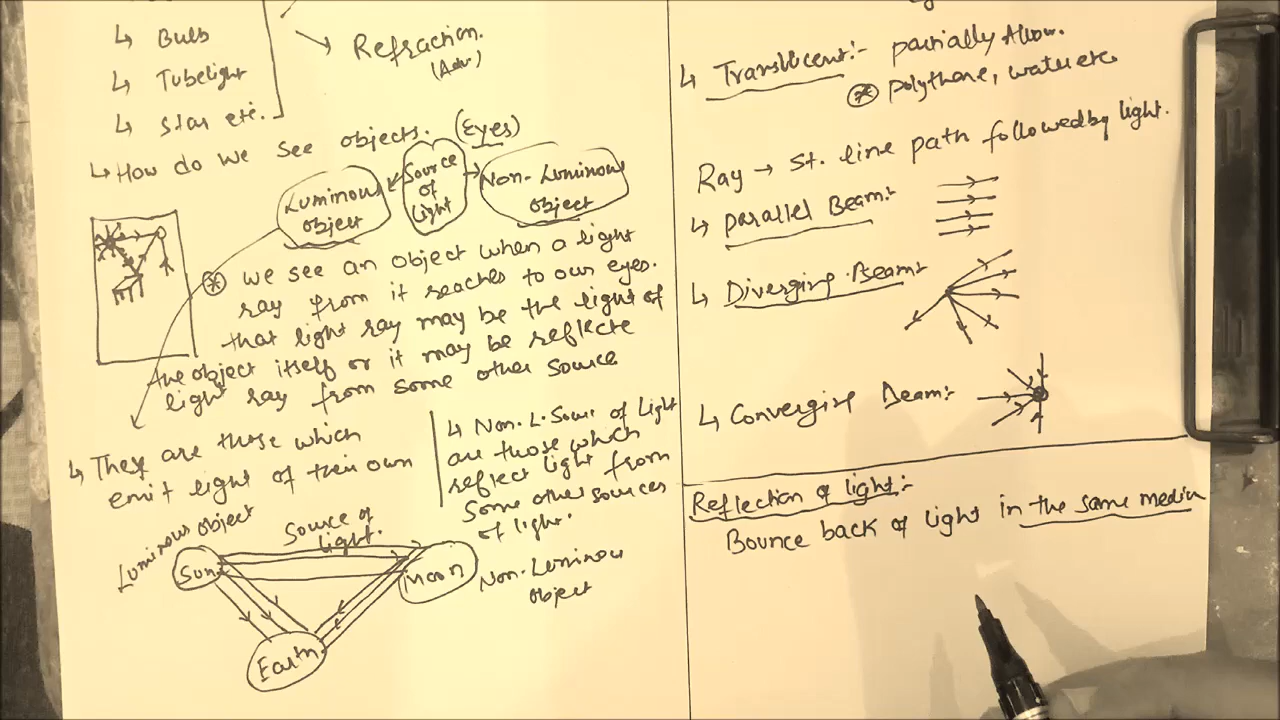 ↳ Bulb
↳ Tubelight
↳ Star etc.
Refraction.
(Adv.)
↳ How do we see objects. (Eyes)
Luminous
object
Source
of
light
Non-Luminous
object
* we see an object when a light
ray from it reaches to our eyes.
that light ray may be the light of
the object itself or it may be reflecte
light ray from some other source
↳ They are those which
emit light of their own
↳ Non. L. Sour. of Light
are those which
reflect light from
Some other sources
of light.
Luminous object
Source of
light.
Sun
Moon
Non-Luminous
object
Earth
↳ Translucent:- partially Allow.
* polythane, water etc
Ray → St. line path followed by light.
↳ parallel Beam:-
↳ Diverging Beam:-
↳ Converging Beam:-
Reflection of light:-
Bounce back of light in the same media